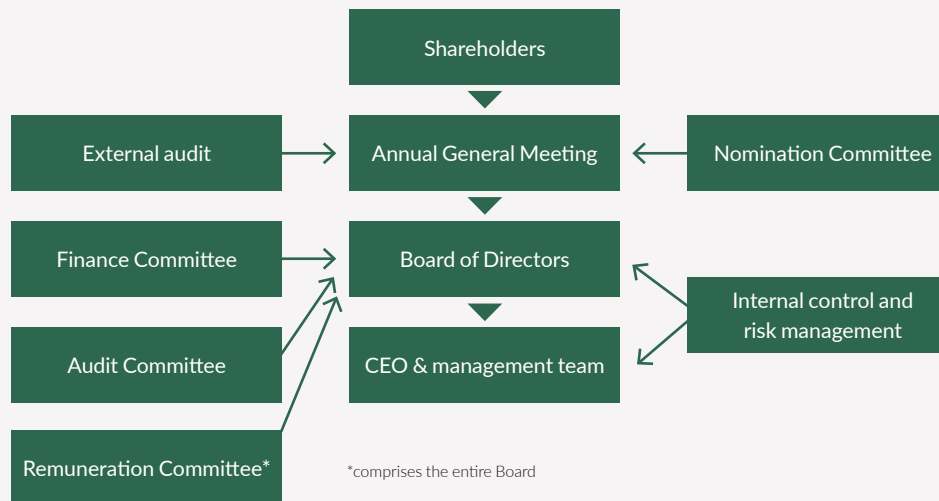 Shareholders
External audit
Annual General Meeting
Nomination Committee
Finance Committee
Board of Directors
Internal control and
risk management
Audit Committee
CEO & management team
Remuneration Committee*
*comprises the entire Board